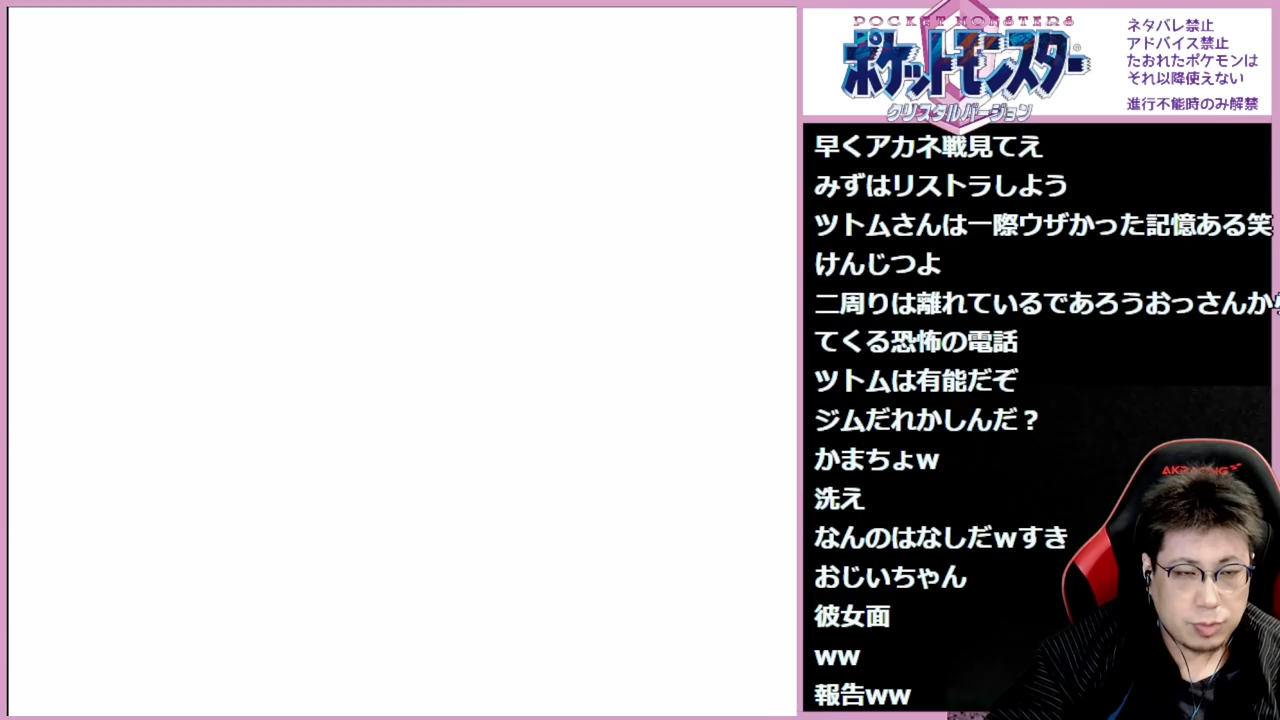 POCKET MONSTERS
ポケットモンスター
クリスタルバージョン
ネタバレ禁止
アドバイス禁止
たおれたポケモンは
それ以降使えない
進行不能時のみ解禁
早くアカネ戦見てえ
みずはリストラしよう
ツトムさんは一際ウザかった記憶ある笑
けんじつよ
二周りは離れているであろうおっさんか
てくる恐怖の電話
ツトムは有能だぞ
ジムだれかしんだ？
かまちょw
洗え
なんのはなしだwすき
おじいちゃん
彼女面
ww
報告ww
AKRACING